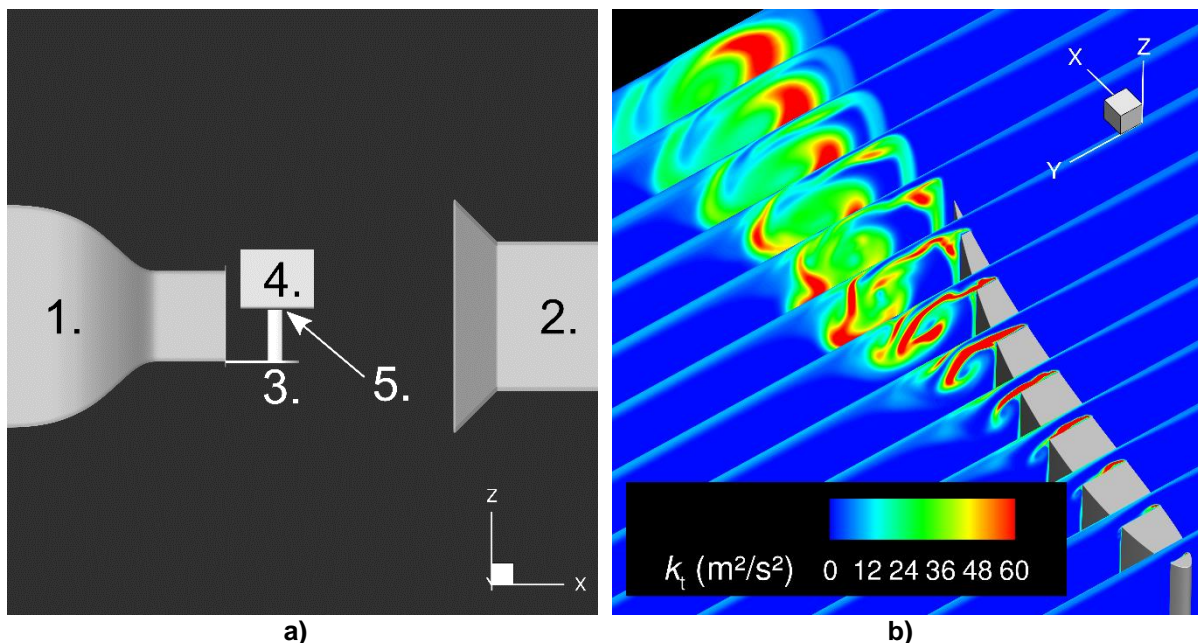 1.
4.
2.
3.
5.
Z
X
Y
X
Z
Y
kt (m²/s²) 0 12 24 36 48 60
a)
b)